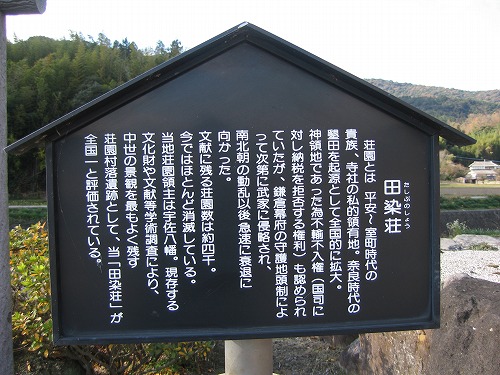 田染荘
たしぶのしょう
荘園とは 平安〜室町時代の
貴族、寺社の私的領有地。奈良時代の
墾田を起源として全国的に拡大。
神領地であった為不輸不入権（国司に
対し納税を拒否する権利）も認められ
ていたが、鎌倉幕府の守護地頭制によ
って次第に武家に侵略され、
南北朝の動乱以後急速に衰退に
向かった。
文献に残る荘園数は約四千。
今ではほとんど消滅している。
当地荘園領主は宇佐八幡。現存する
文化財や文献等学術調査により、
中世の景観を最もよく残す
荘園村落遺跡として、当「田染荘」が
全国一と評価されている。